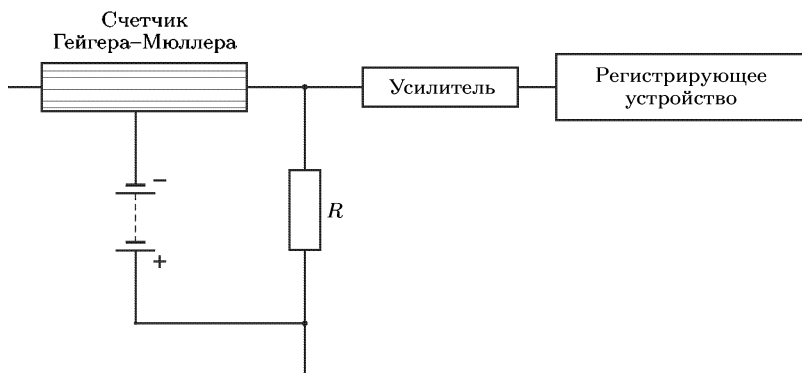 Счетчик
Гейгера–Мюллера
Усилитель
Регистрирующее
устройство
−
R
+